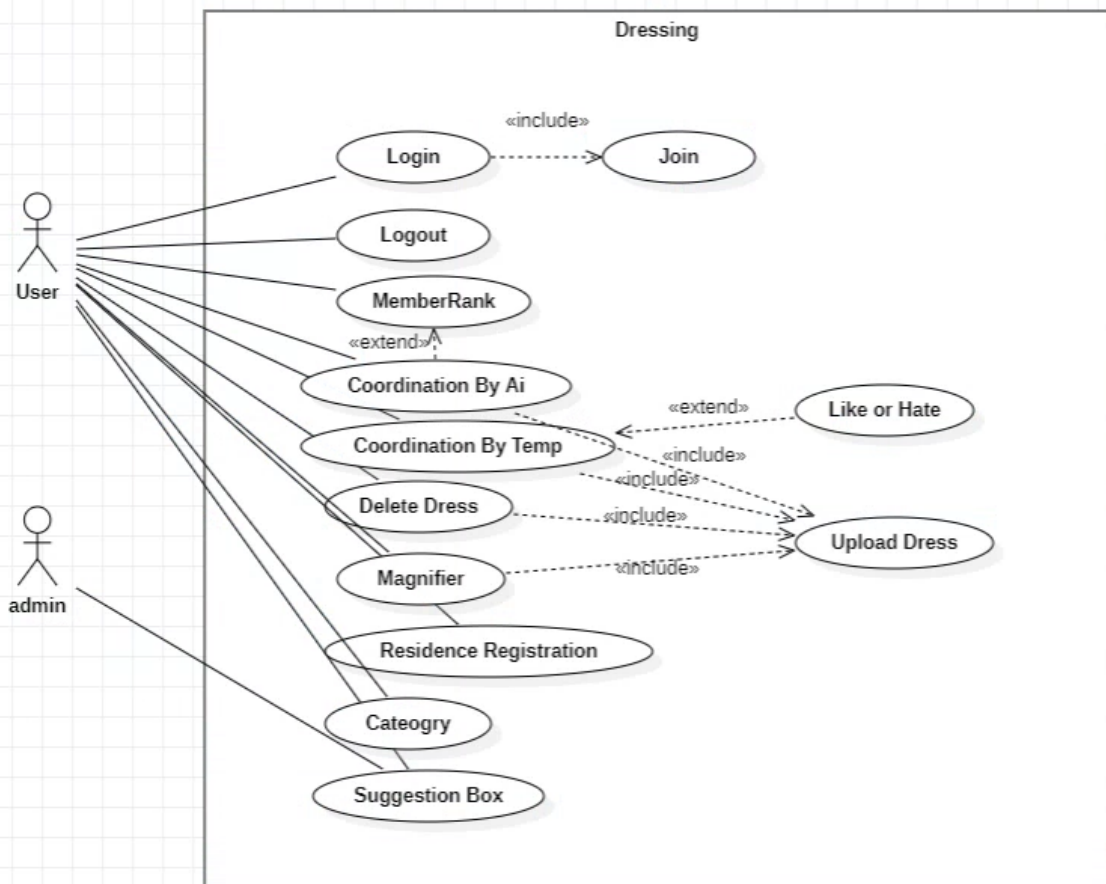 Dressing
«include»
Login
Join
Logout
User
MemberRank
«extend»
Coordination By Ai
«extend»
Like or Hate
Coordination By Temp
«include»
«include»
Delete Dress
«include»
Upload Dress
«include»
Magnifier
admin
Residence Registration
Cateogry
Suggestion Box